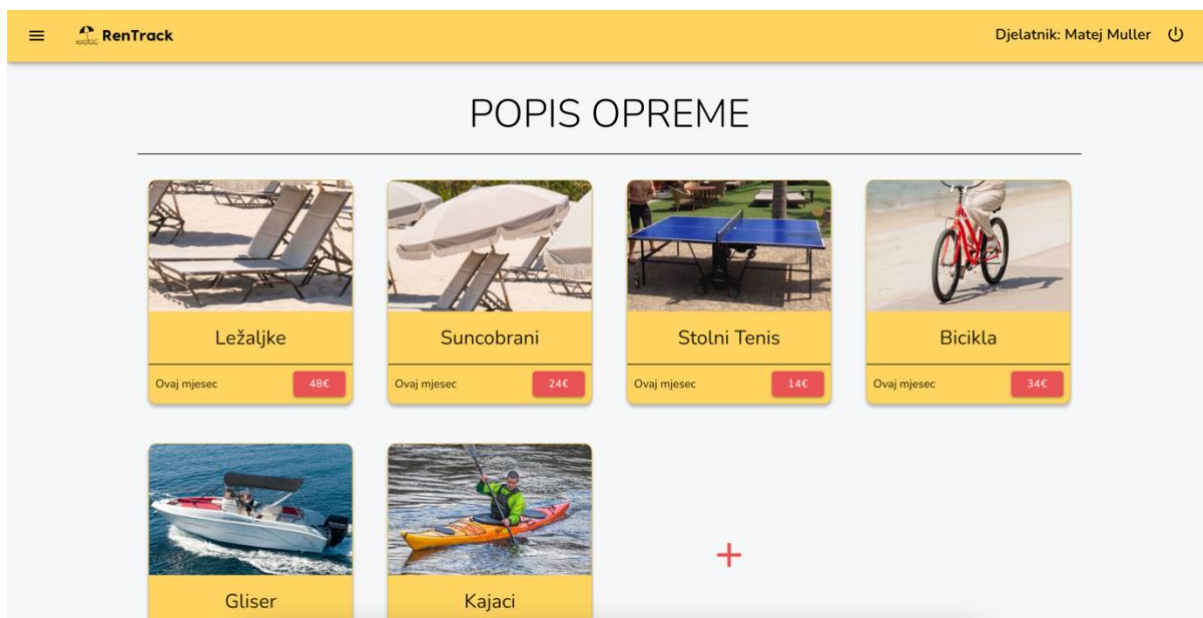 RenTrack
Djelatnik: Matej Muller
POPIS OPREME
Ležaljke
Ovaj mjesec 48€
Suncobrani
Ovaj mjesec 24€
Stolni Tenis
Ovaj mjesec 14€
Bicikla
Ovaj mjesec 34€
Gliser
Kajaci